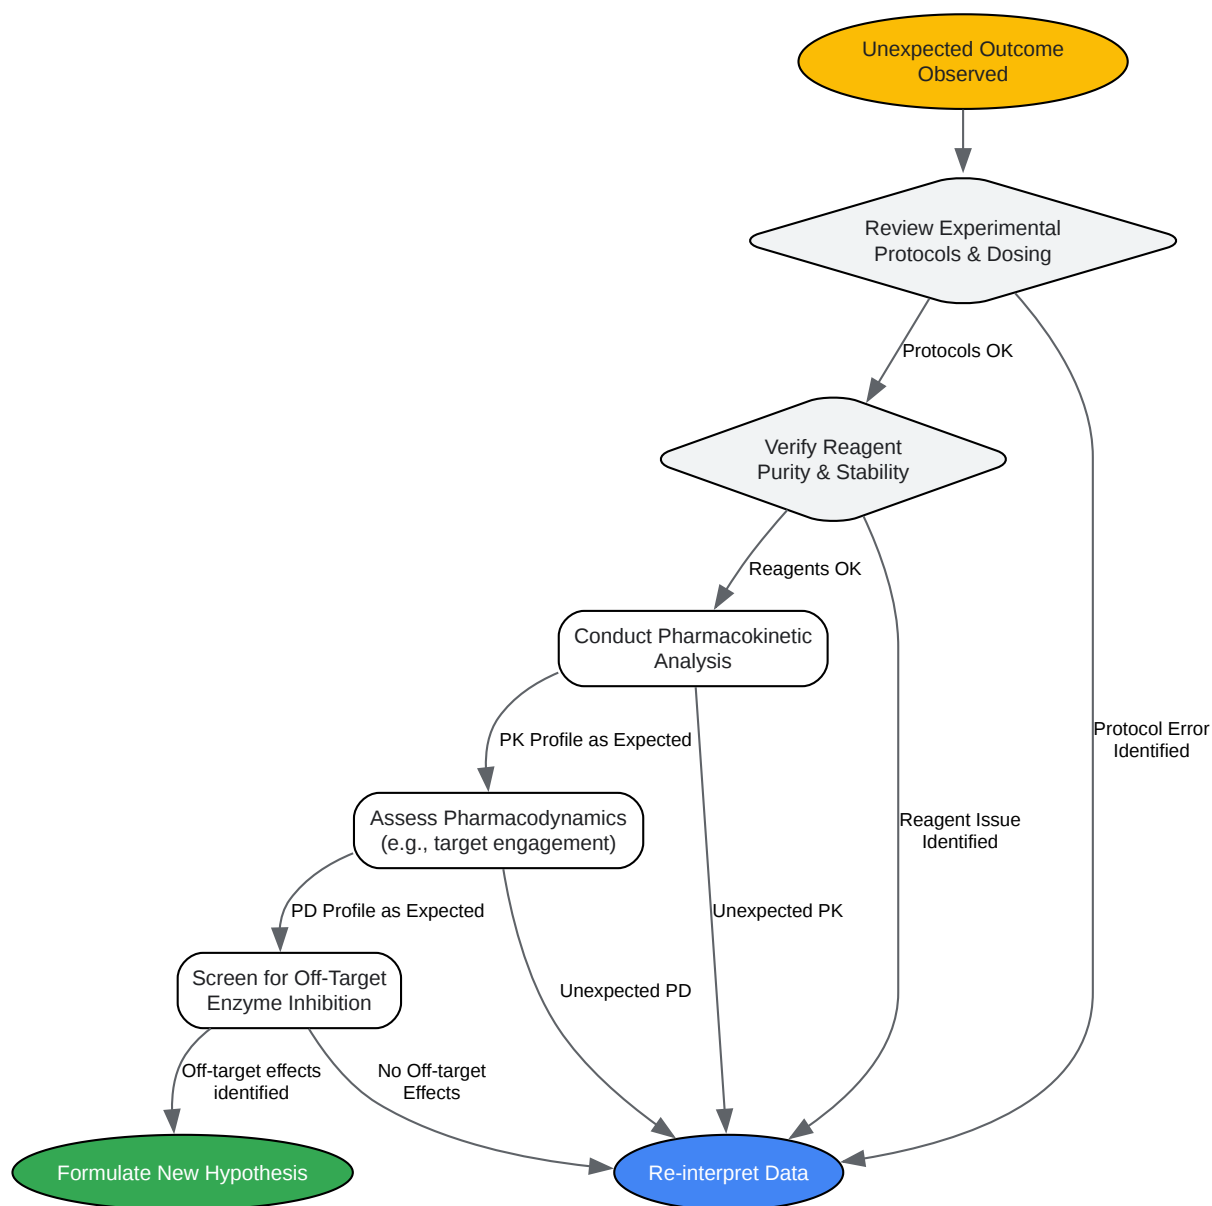 Unexpected Outcome
Observed
Review Experimental
Protocols & Dosing
Protocols OK
Verify Reagent
Purity & Stability
Reagents OK
Conduct Pharmacokinetic
Analysis
Protocol Error
Identified
PK Profile as Expected
Assess Pharmacodynamics
(e.g., target engagement)
Reagent Issue
Identified
PD Profile as Expected
Unexpected PK
Screen for Off-Target
Enzyme Inhibition
Unexpected PD
Off-target effects
identified
No Off-target
Effects
Formulate New Hypothesis
Re-interpret Data